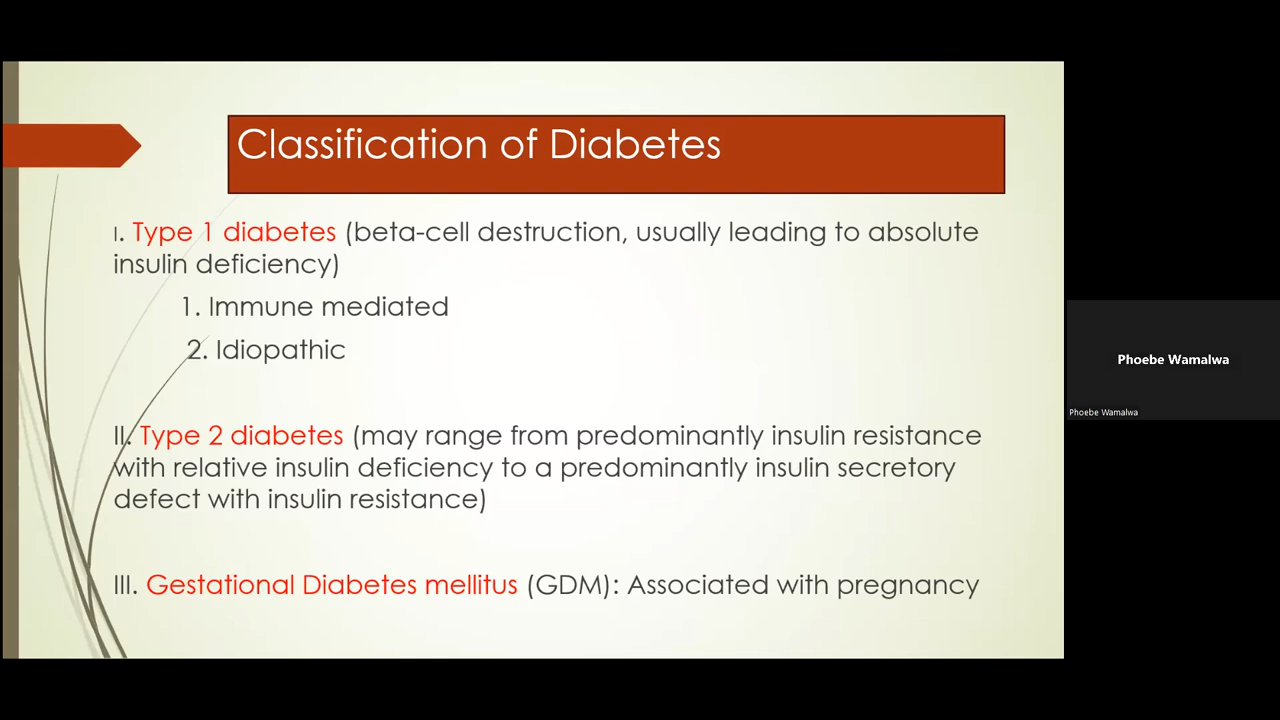 Classification of Diabetes
I. Type 1 diabetes (beta-cell destruction, usually leading to absolute
insulin deficiency)
1. Immune mediated
2. Idiopathic
II. Type 2 diabetes (may range from predominantly insulin resistance
with relative insulin deficiency to a predominantly insulin secretory
defect with insulin resistance)
III. Gestational Diabetes mellitus (GDM): Associated with pregnancy
Phoebe Wamalwa
Phoebe Wamalwa